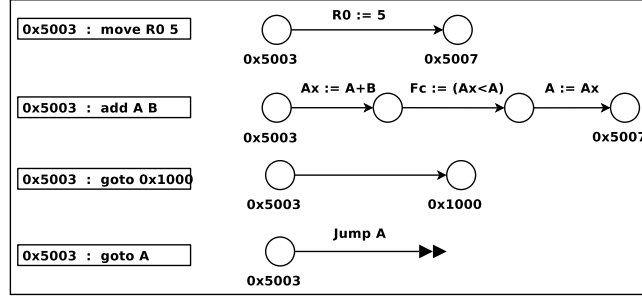 0x5003 : move R0 5
R0 := 5
0x5003
0x5007
0x5003 : add A B
Ax := A+B
Fc := (Ax<A)
A := Ax
0x5003
0x5007
0x5003 : goto 0x1000
0x5003
0x1000
0x5003 : goto A
Jump A
0x5003